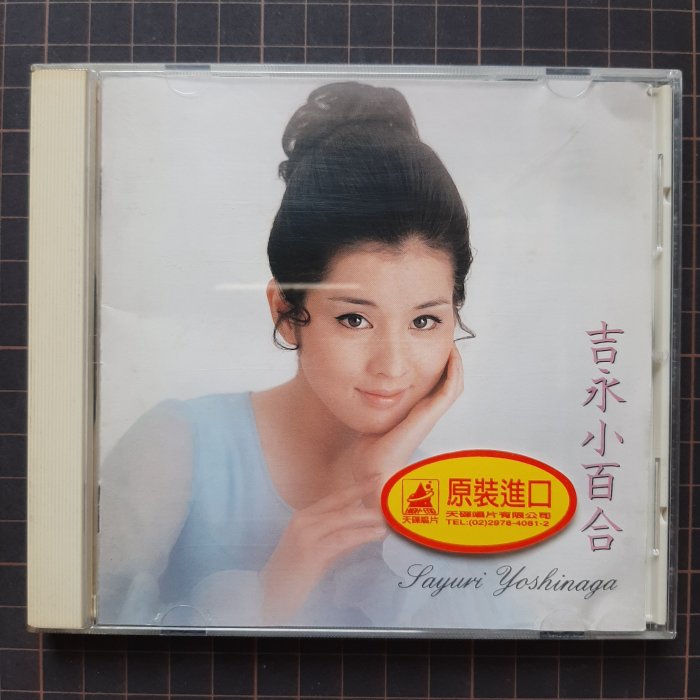 吉永小百合
原裝進口
天碟唱片有限公司
TEL:(02)2978-4061-2
天碟唱片
Sayuri Yoshinaga